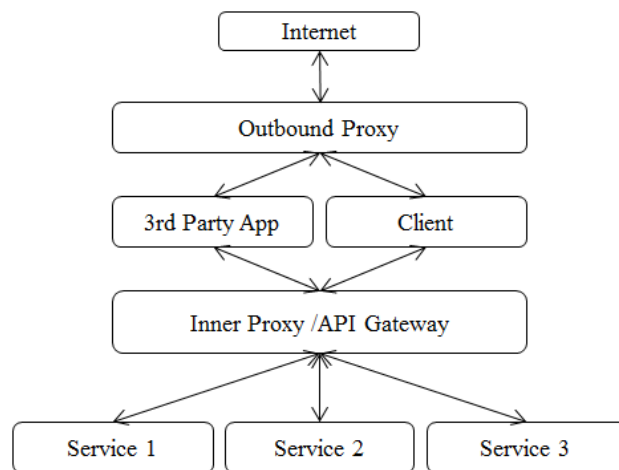 Internet
Outbound Proxy
3rd Party App
Client
Inner Proxy /API Gateway
Service 1
Service 2
Service 3